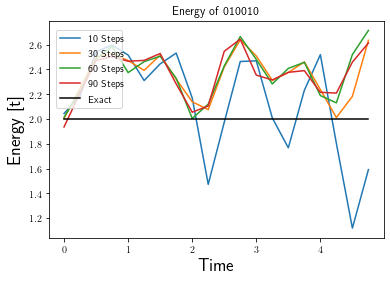 Energy of 010010
10 Steps
30 Steps
60 Steps
90 Steps
Exact
Energy [t]
2.6
2.4
2.2
2.0
1.8
1.6
1.4
1.2
0
1
2
3
4
Time